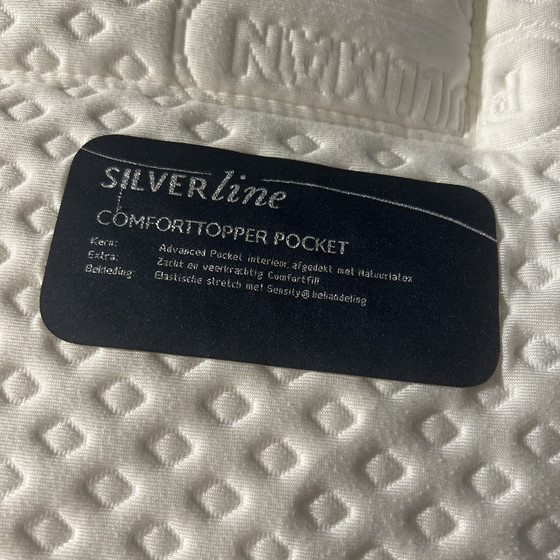 SILVERline
COMFORTTOPPER POCKET
Kern: Advanced Pocket interieur, afgedekt met Natuurlatex
Extra: Zacht en veerkrachtig Comfortfill
Bekleding: Elastische stretch met Sensity® behandeling